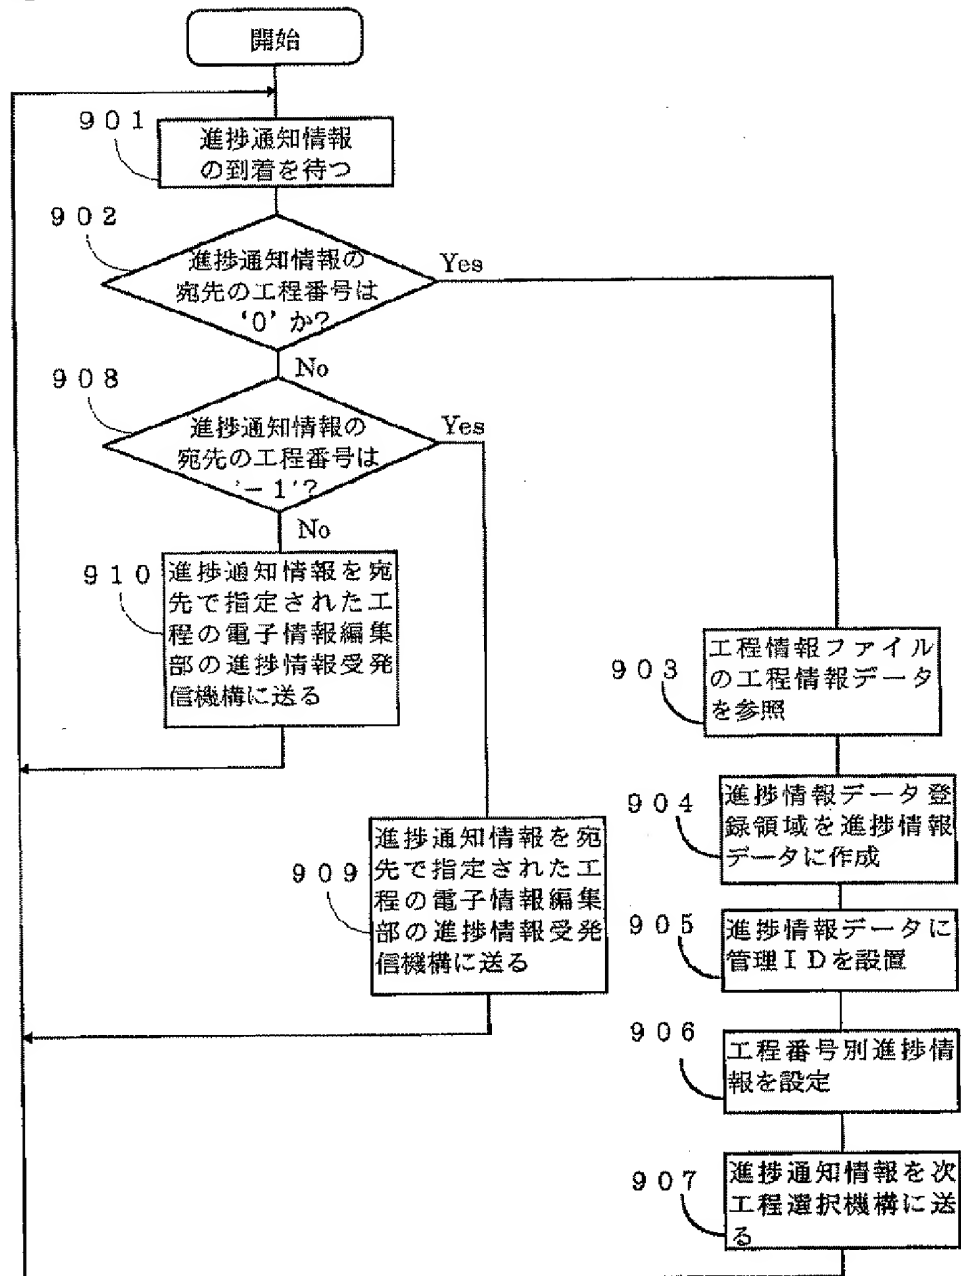 開始
901
進捗通知情報
の到着を待つ
902
進捗通知情報の
宛先の工程番号は
‘0’か?
Yes
No
908
進捗通知情報の
宛先の工程番号は
‘－1’?
Yes
No
910
進捗通知情報を宛
先で指定された工
程の電子情報編集
部の進捗情報受発
信機構に送る
909
進捗通知情報を宛
先で指定された工
程の電子情報編集
部の進捗情報受発
信機構に送る
903
工程情報ファイル
の工程情報データ
を参照
904
進捗情報データ登
録領域を進捗情報
データに作成
905
進捗情報データに
管理IDを設置
906
工程番号別進捗情
報を設定
907
進捗通知情報を次
工程選択機構に送
る